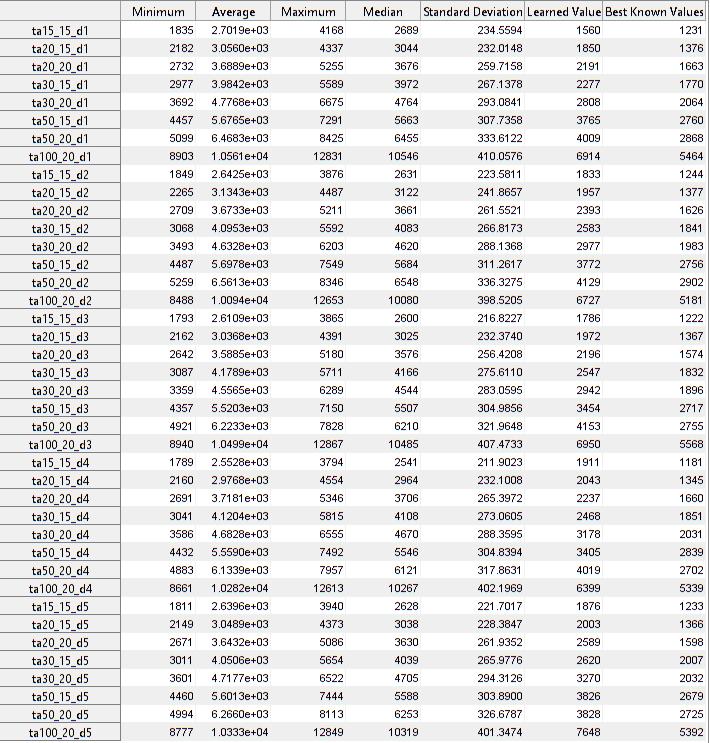 Minimum Average Maximum Median Standard Deviation Learned Value Best Known Values
ta15_15_d1 1835 2.7019e+03 4168 2689 234.5594 1560 1231
ta20_15_d1 2182 3.0560e+03 4337 3044 232.0148 1850 1376
ta20_20_d1 2732 3.6889e+03 5255 3676 259.7158 2191 1663
ta30_15_d1 2977 3.9842e+03 5589 3972 267.1378 2277 1770
ta30_20_d1 3692 4.7768e+03 6675 4764 293.0841 2808 2064
ta50_15_d1 4457 5.6765e+03 7291 5663 307.7358 3765 2760
ta50_20_d1 5099 6.4683e+03 8425 6455 333.6122 4009 2868
ta100_20_d1 8903 1.0561e+04 12831 10546 410.0576 6914 5464
ta15_15_d2 1849 2.6425e+03 3876 2631 223.5811 1833 1244
ta20_15_d2 2265 3.1343e+03 4487 3122 241.8657 1957 1377
ta20_20_d2 2709 3.6733e+03 5211 3661 261.5521 2393 1626
ta30_15_d2 3068 4.0953e+03 5592 4083 266.8173 2583 1841
ta30_20_d2 3493 4.6328e+03 6203 4620 288.1368 2977 1983
ta50_15_d2 4487 5.6978e+03 7549 5684 311.2617 3772 2756
ta50_20_d2 5259 6.5613e+03 8346 6548 336.3275 4129 2902
ta100_20_d2 8488 1.0094e+04 12653 10080 398.5205 6727 5181
ta15_15_d3 1793 2.6109e+03 3865 2600 216.8227 1786 1222
ta20_15_d3 2162 3.0368e+03 4391 3025 232.3740 1972 1367
ta20_20_d3 2642 3.5885e+03 5180 3576 256.4208 2196 1574
ta30_15_d3 3087 4.1789e+03 5711 4166 275.6110 2547 1832
ta30_20_d3 3359 4.5565e+03 6289 4544 283.0595 2942 1896
ta50_15_d3 4357 5.5203e+03 7150 5507 304.9856 3454 2717
ta50_20_d3 4921 6.2233e+03 7828 6210 321.9648 4153 2755
ta100_20_d3 8940 1.0499e+04 12867 10485 407.4733 6950 5568
ta15_15_d4 1789 2.5528e+03 3794 2541 211.9023 1911 1181
ta20_15_d4 2160 2.9768e+03 4554 2964 232.1008 2043 1345
ta20_20_d4 2691 3.7181e+03 5346 3706 265.3972 2237 1660
ta30_15_d4 3041 4.1204e+03 5815 4108 273.0605 2468 1851
ta30_20_d4 3586 4.6828e+03 6555 4670 288.3595 3178 2031
ta50_15_d4 4432 5.5590e+03 7492 5546 304.8394 3405 2839
ta50_20_d4 4883 6.1339e+03 7957 6121 317.8631 4019 2702
ta100_20_d4 8661 1.0282e+04 12613 10267 402.1969 6399 5339
ta15_15_d5 1811 2.6396e+03 3940 2628 221.7017 1876 1233
ta20_15_d5 2149 3.0489e+03 4373 3038 228.3847 2003 1366
ta20_20_d5 2671 3.6432e+03 5086 3630 261.9352 2589 1598
ta30_15_d5 3011 4.0506e+03 5654 4039 265.9776 2620 2007
ta30_20_d5 3601 4.7177e+03 6522 4705 294.3126 3270 2032
ta50_15_d5 4460 5.6013e+03 7444 5588 303.8900 3826 2679
ta50_20_d5 4994 6.2660e+03 8113 6253 326.6787 3828 2725
ta100_20_d5 8777 1.0333e+04 12849 10319 401.3474 7648 5392